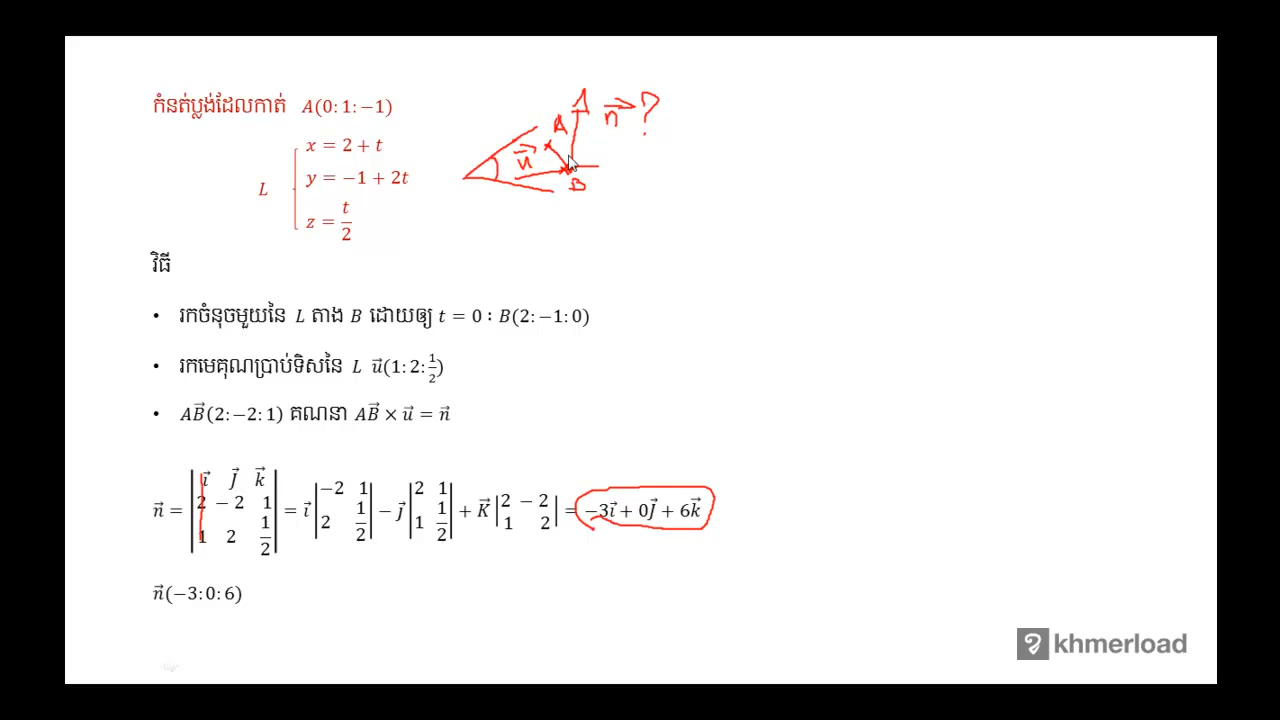 កំនត់ប្លង់ដែលកាត់ A(0:1:−1)
L { x = 2 + t
y = −1 + 2t
z = t/2
វិធី
• រកចំនុចមួយនៃ L តាង B ដោយឲ្យ t = 0 : B(2:−1:0)
• រកមេគុណប្រាប់ទិសនៃ L u⃗(1:2:1/2)
• AB⃗(2:−2:1) គណនា AB⃗ × u⃗ = n⃗
n⃗ = |i⃗ j⃗ k⃗; 2 −2 1; 1 2 1/2| = i⃗ |−2 1; 2 1/2| − j⃗ |2 1; 1 1/2| + K⃗ |2 −2; 1 2| = −3i⃗ + 0j⃗ + 6k⃗
n⃗(−3:0:6)
A n⃗ ?
u⃗
B
khmerload